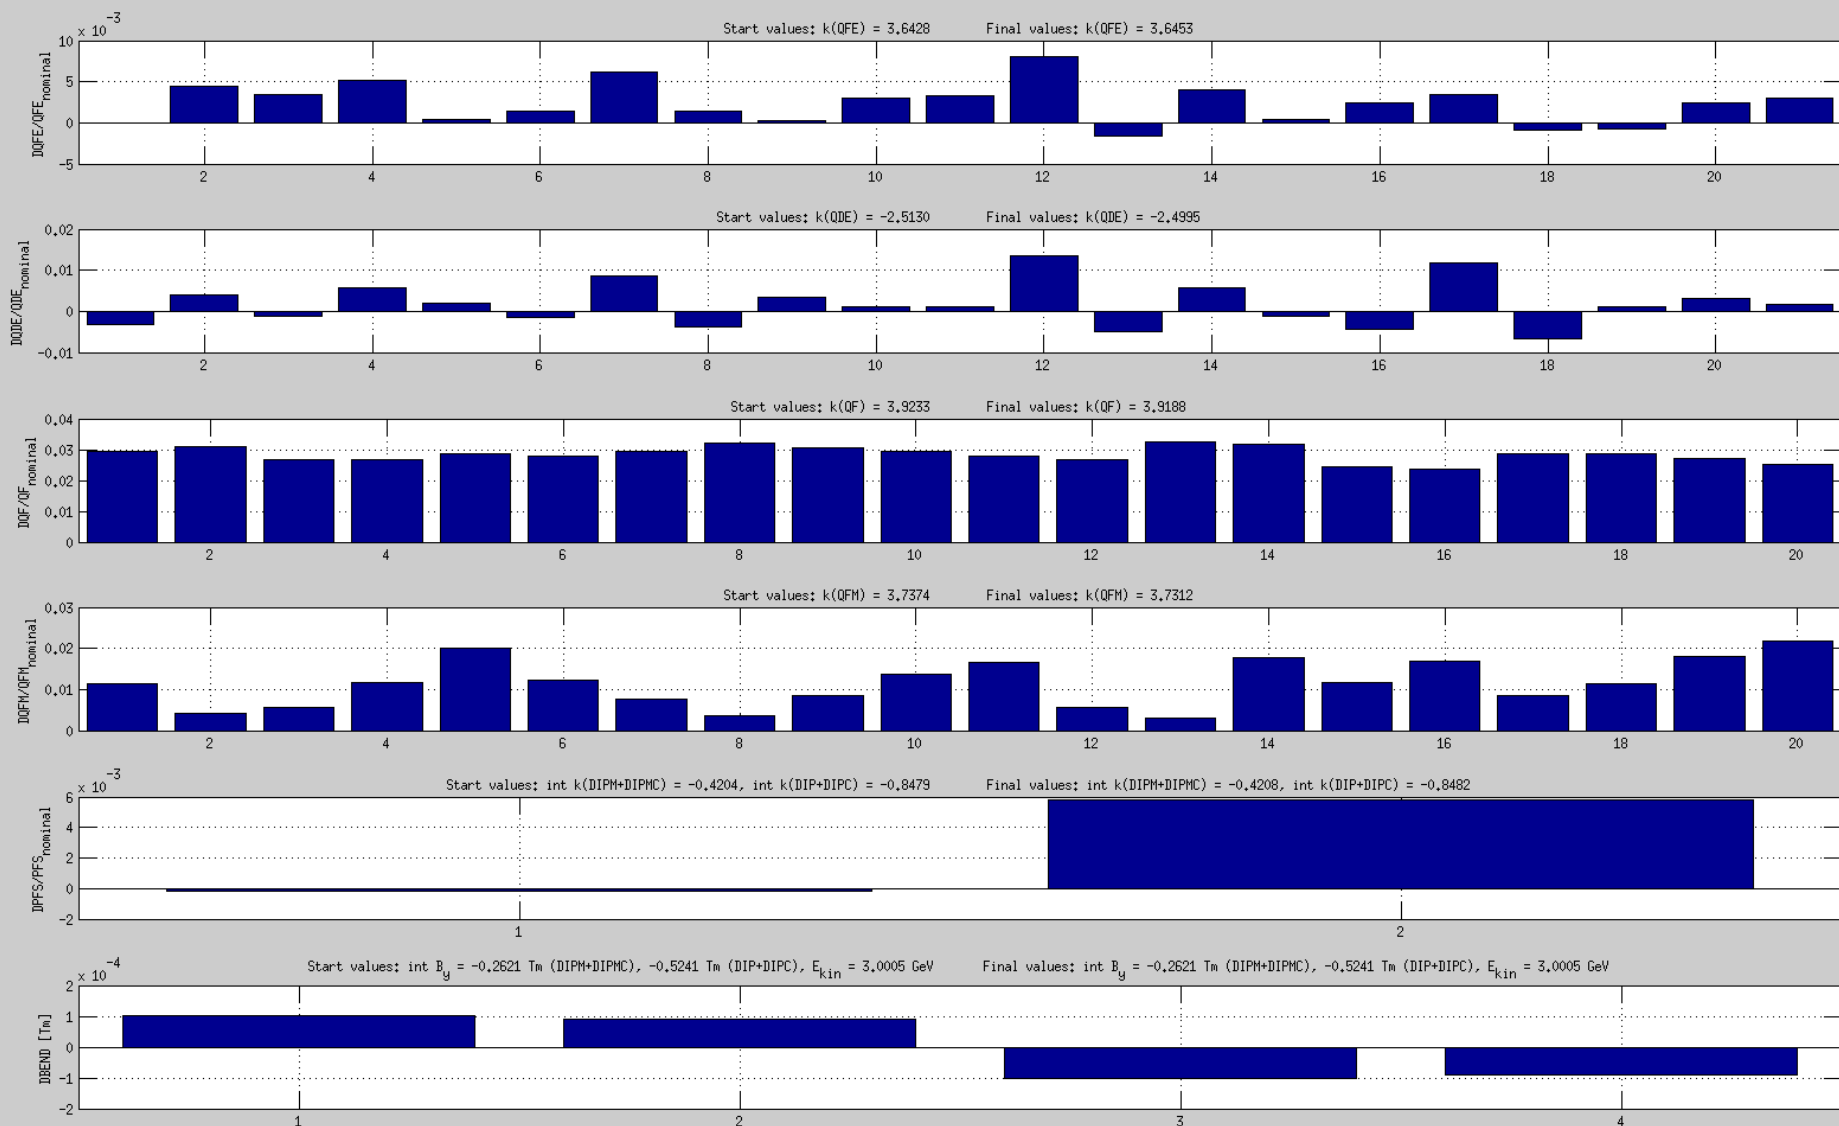 × 10-3
Start values: k(QFE) = 3.6428 Final values: k(QFE) = 3.6453
DQFE/QFEnominal
10
5
0
-5
2 4 6 8 10 12 14 16 18 20
Start values: k(QDE) = -2.5130 Final values: k(QDE) = -2.4995
DQDE/QDEnominal
0.02
0.01
0
-0.01
2 4 6 8 10 12 14 16 18 20
Start values: k(QF) = 3.9233 Final values: k(QF) = 3.9188
DQF/QFnominal
0.04
0.03
0.02
0.01
0
2 4 6 8 10 12 14 16 18 20
Start values: k(QFM) = 3.7374 Final values: k(QFM) = 3.7312
DQFM/QFMnominal
0.03
0.02
0.01
0
2 4 6 8 10 12 14 16 18 20
× 10-3
Start values: int k(DIPM+DIPMC) = -0.4204, int k(DIP+DIPC) = -0.8479 Final values: int k(DIPM+DIPMC) = -0.4208, int k(DIP+DIPC) = -0.8482
DPFS/PFSnominal
6
4
2
0
-2
1 2
× 10-4
Start values: int By = -0.2621 Tm (DIPM+DIPMC), -0.5241 Tm (DIP+DIPC), Ekin = 3.0005 GeV Final values: int By = -0.2621 Tm (DIPM+DIPMC), -0.5241 Tm (DIP+DIPC), Ekin = 3.0005 GeV
DBEND [Tm]
2
1
0
-1
-2
1 2 3 4